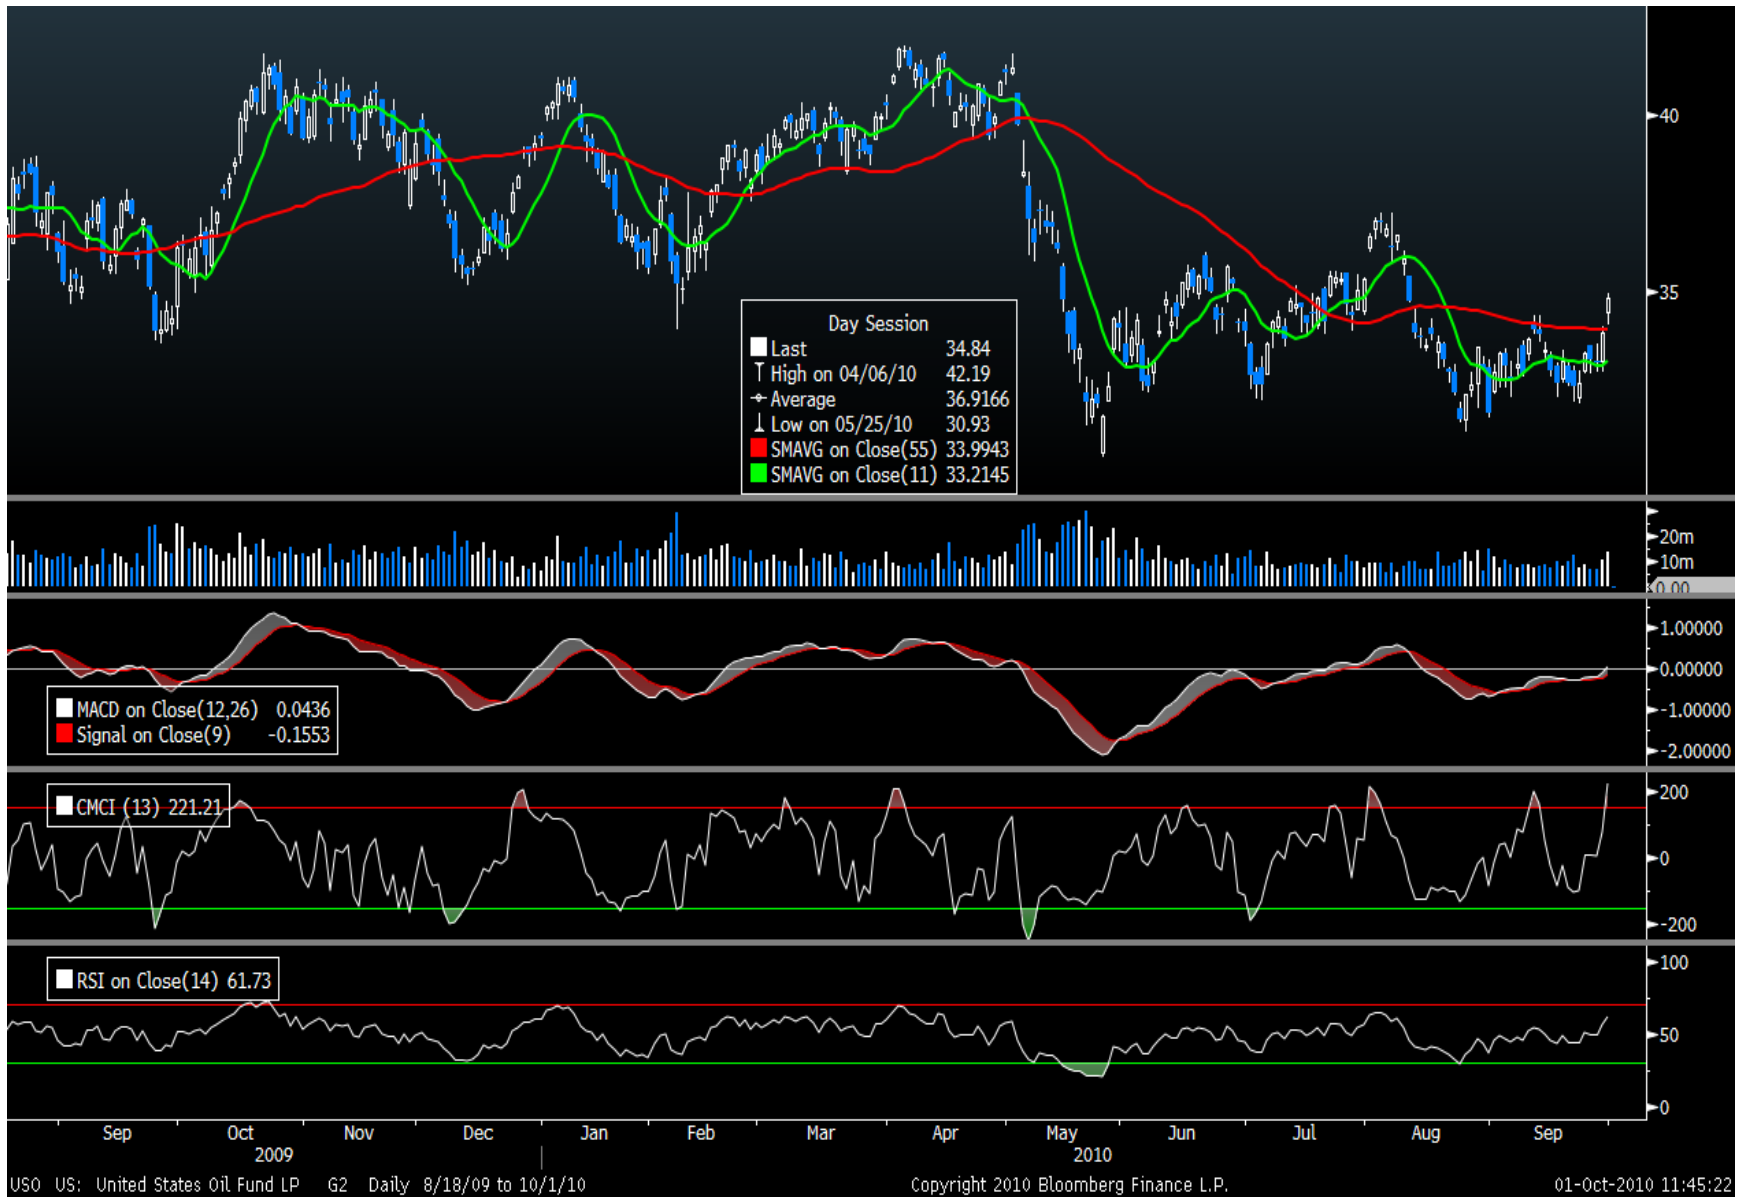 40
35
Day Session
Last 34.84
High on 04/06/10 42.19
Average 36.9166
Low on 05/25/10 30.93
SMAVG on Close(55) 33.9943
SMAVG on Close(11) 33.2145
20m
10m
0.00
1.00000
0.00000
-1.00000
-2.00000
MACD on Close(12,26) 0.0436
Signal on Close(9) -0.1553
CMCI (13) 221.21
200
0
-200
RSI on Close(14) 61.73
100
50
0
Sep Oct Nov Dec Jan Feb Mar Apr May Jun Jul Aug Sep
2009 2010
USO US: United States Oil Fund LP G2 Daily 8/18/09 to 10/1/10 Copyright 2010 Bloomberg Finance L.P. 01-Oct-2010 11:45:22